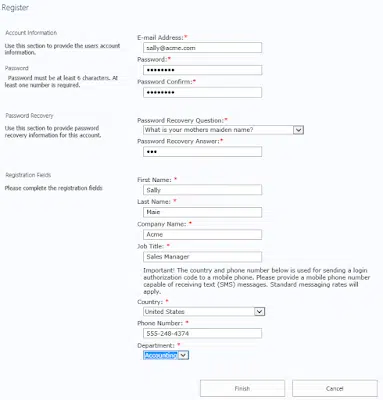 Register
Account Information
Use this section to provide the users account
information.
E-mail Address:*
sally@acme.com
Password
Password must be at least 6 characters. At
least one number is required.
Password:*
••••••••
Password Confirm:*
••••••••
Password Recovery
Use this section to provide password
recovery information for this account.
Password Recovery Question:*
What is your mothers maiden name?
Password Recovery Answer:*
•••
Registration Fields
Please complete the registration fields
First Name: *
Sally
Last Name: *
Maie
Company Name: *
Acme
Job Title: *
Sales Manager
Important! The country and phone number below is used for sending a login
authorization code to a mobile phone. Please provide a mobile phone number
capable of receiving text (SMS) messages. Standard messaging rates will
apply.
Country: *
United States
Phone Number: *
555-248-4374
Department: *
Accounting
Finish
Cancel